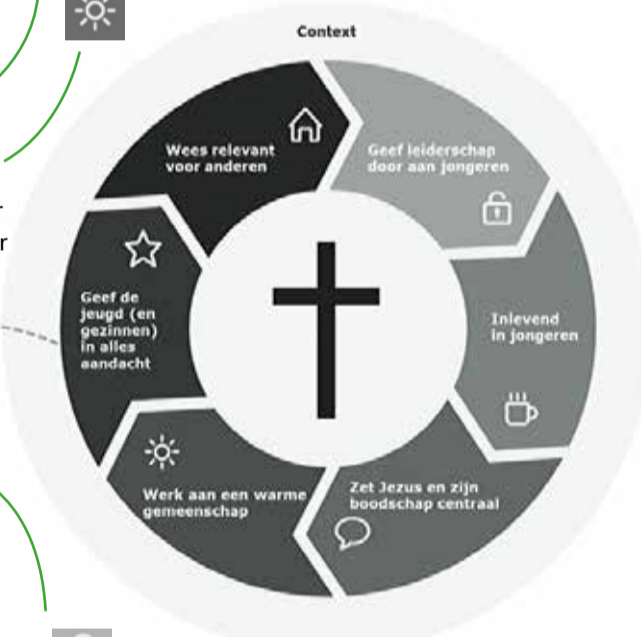 Context
Geef leiderschap
door aan jongeren
Inlevend
in jongeren
Zet Jezus en zijn
boodschap centraal
Werk aan een warme
gemeenschap
Geef de
jeugd (en
gezinnen)
in alles
aandacht
Wees relevant
voor anderen